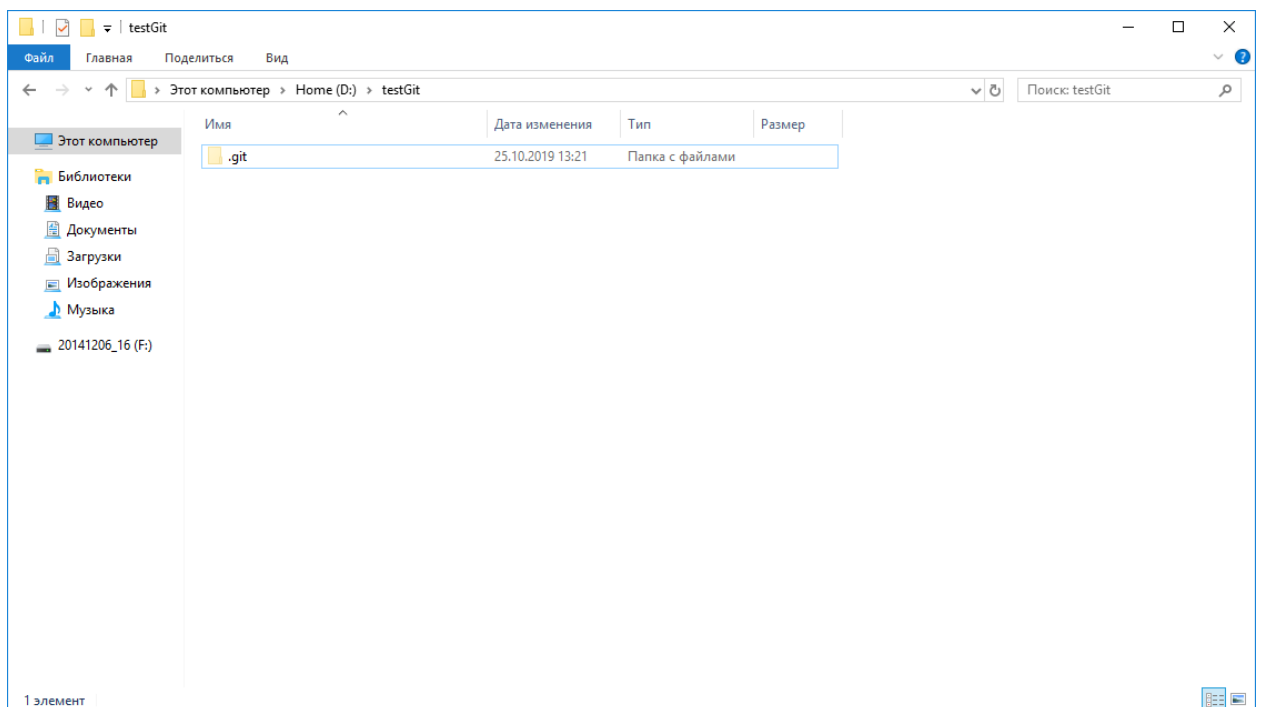 testGit
Файл Главная Поделиться Вид
Этот компьютер > Home (D:) > testGit Поиск: testGit
Имя Дата изменения Тип Размер
Этот компьютер
.git 25.10.2019 13:21 Папка с файлами
Библиотеки
Видео
Документы
Загрузки
Изображения
Музыка
20141206_16 (F:)
1 элемент